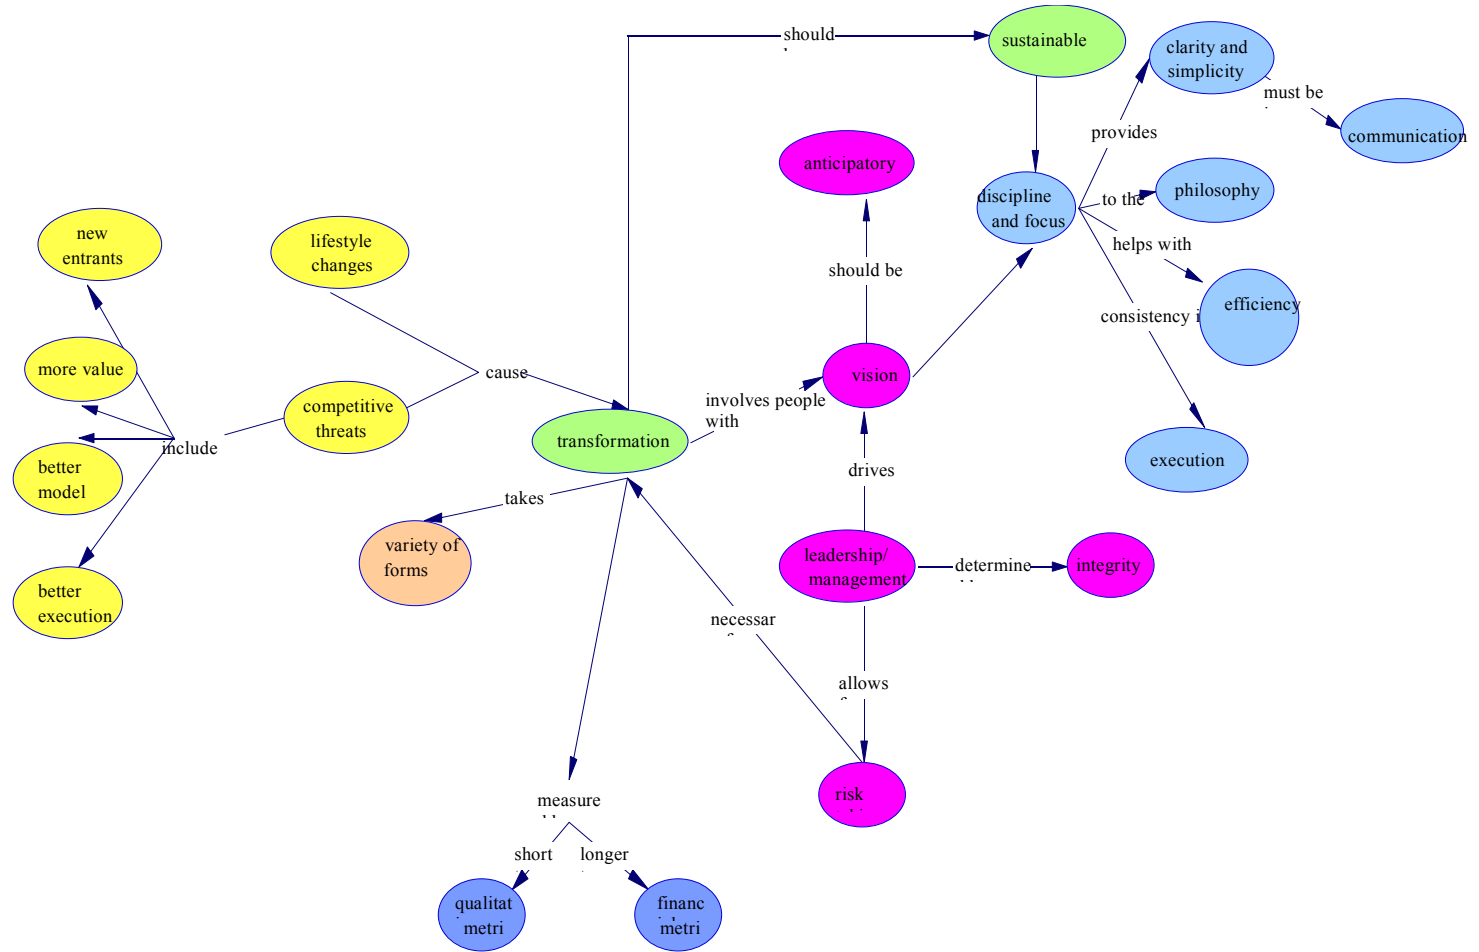 should
sustainable
clarity and
simplicity
must be
communication
provides
anticipatory
discipline
and focus
to the
philosophy
helps with
efficiency
consistency i
execution
should be
vision
new
entrants
lifestyle
changes
more value
competitive
threats
cause
include
better
model
better
execution
transformation
involves people
with
takes
variety of
forms
drives
leadership/
management
determine
integrity
necessar
allows
risk
measure
short
longer
qualitat
metri
financ
metri